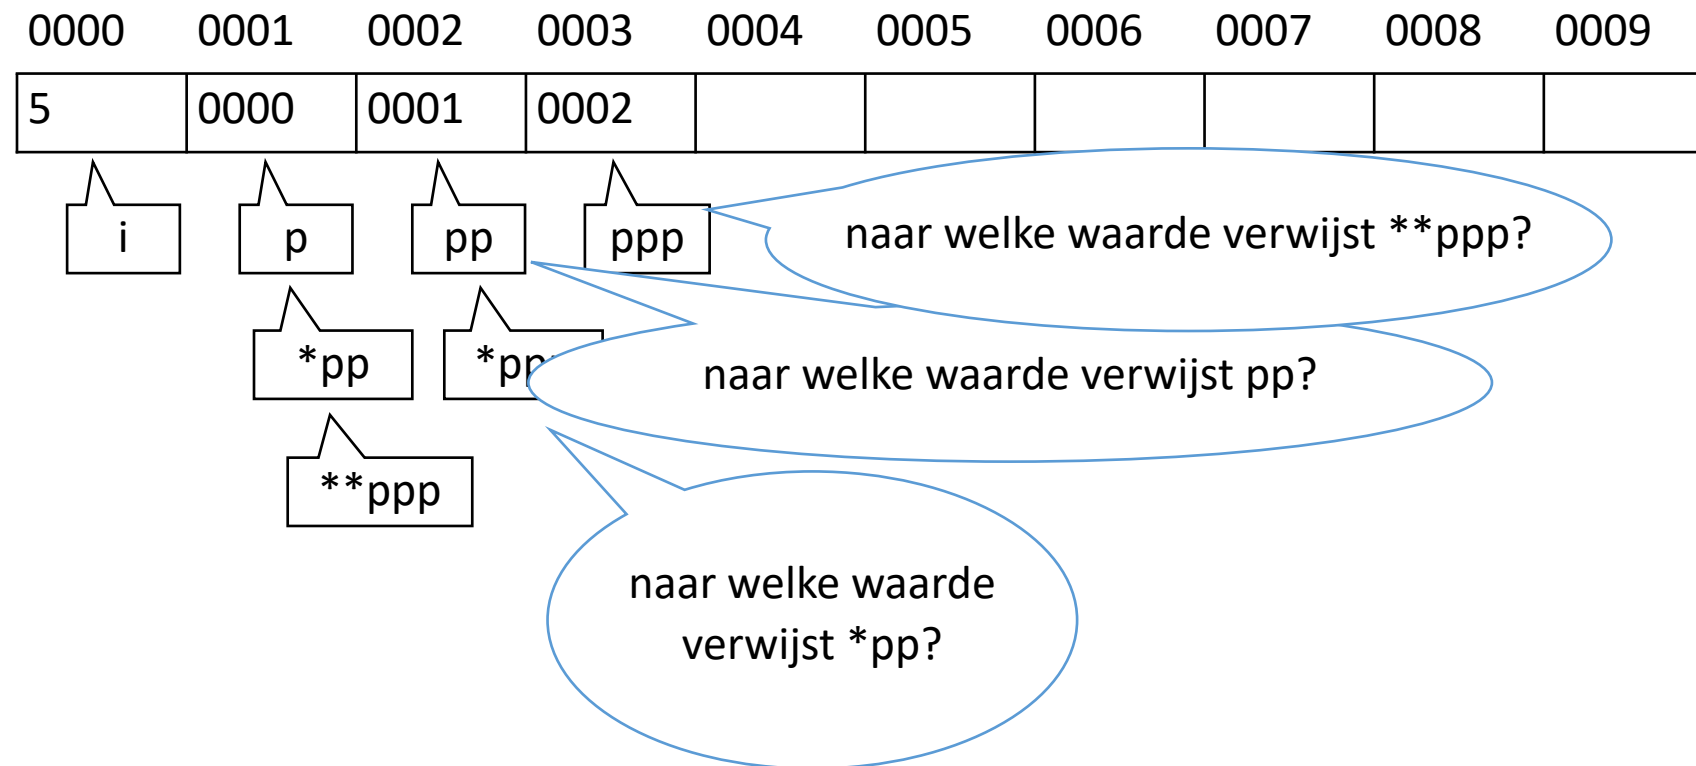 0000 0001 0002 0003 0004 0005 0006 0007 0008 0009
5 0000 0001 0002
i p pp ppp
naar welke waarde verwijst **ppp?
*pp
naar welke waarde verwijst pp?
**ppp
naar welke waarde
verwijst *pp?